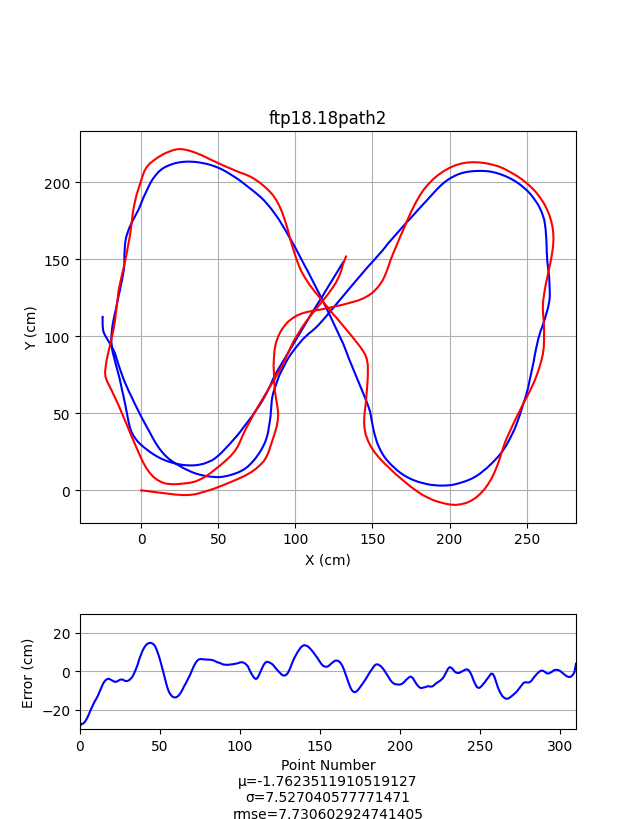 ftp18.18path2
Y (cm)
200
150
100
50
0
0
50
100
150
200
250
X (cm)
Error (cm)
20
0
−20
0
50
100
150
200
250
300
Point Number
μ=-1.7623511910519127
σ=7.527040577771471
rmse=7.730602924741405